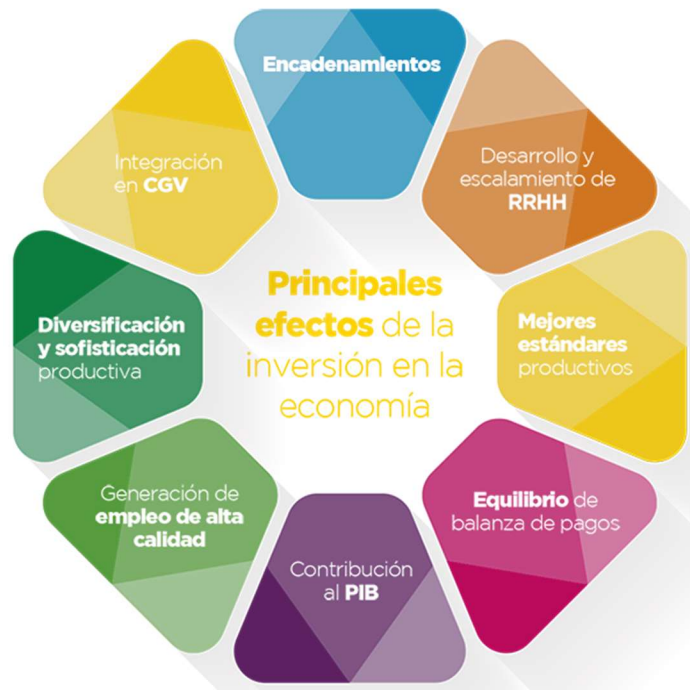 Encadenamientos
Desarrollo y
escalamiento de
RRHH
Mejores
estándares
productivos
Equilibrio de
balanza de pagos
Contribución
al PIB
Generación de
empleo de alta
calidad
Diversificación
y sofisticación
productiva
Integración
en CGV
Principales
efectos de la
inversión en la
economía